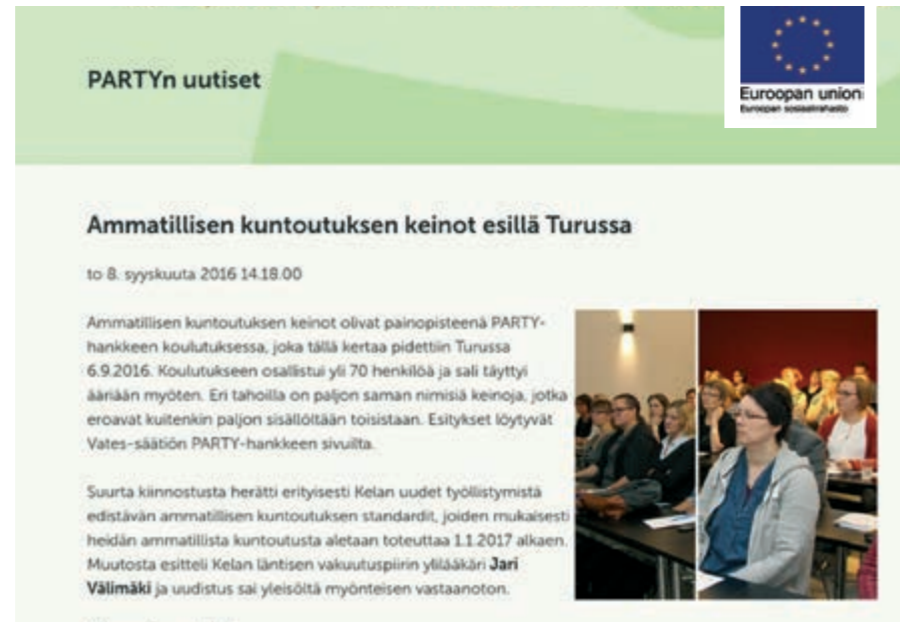 PARTYn uutiset
Euroopan unioni
Euroopan sosiaalirahasto
Ammatillisen kuntoutuksen keinot esillä Turussa
to 8. syyskuuta 2016 14.18.00
Ammatillisen kuntoutuksen keinot olivat painopisteenä PARTY-
hankkeen koulutuksessa, joka tällä kertaa pidettiin Turussa
6.9.2016. Koulutukseen osallistui yli 70 henkilöä ja sali täyttyi
ääriään myöten. Eri tahoilla on paljon saman nimisiä keinoja, jotka
eroavat kuitenkin paljon sisällöltään toisistaan. Esitykset löytyvät
Vates-säätiön PARTY-hankkeen sivuilta.
Suurta kiinnostusta herätti erityisesti Kelan uudet työllistymistä
edistävän ammatillisen kuntoutuksen standardit, joiden mukaisesti
heidän ammatillista kuntoutusta aletaan toteuttaa 1.1.2017 alkaen.
Muutosta esitteli Kelan läntisen vakuutuspiirin ylilääkäri Jari
Välimäki ja uudistus sai yleisöltä myönteisen vastaanoton.